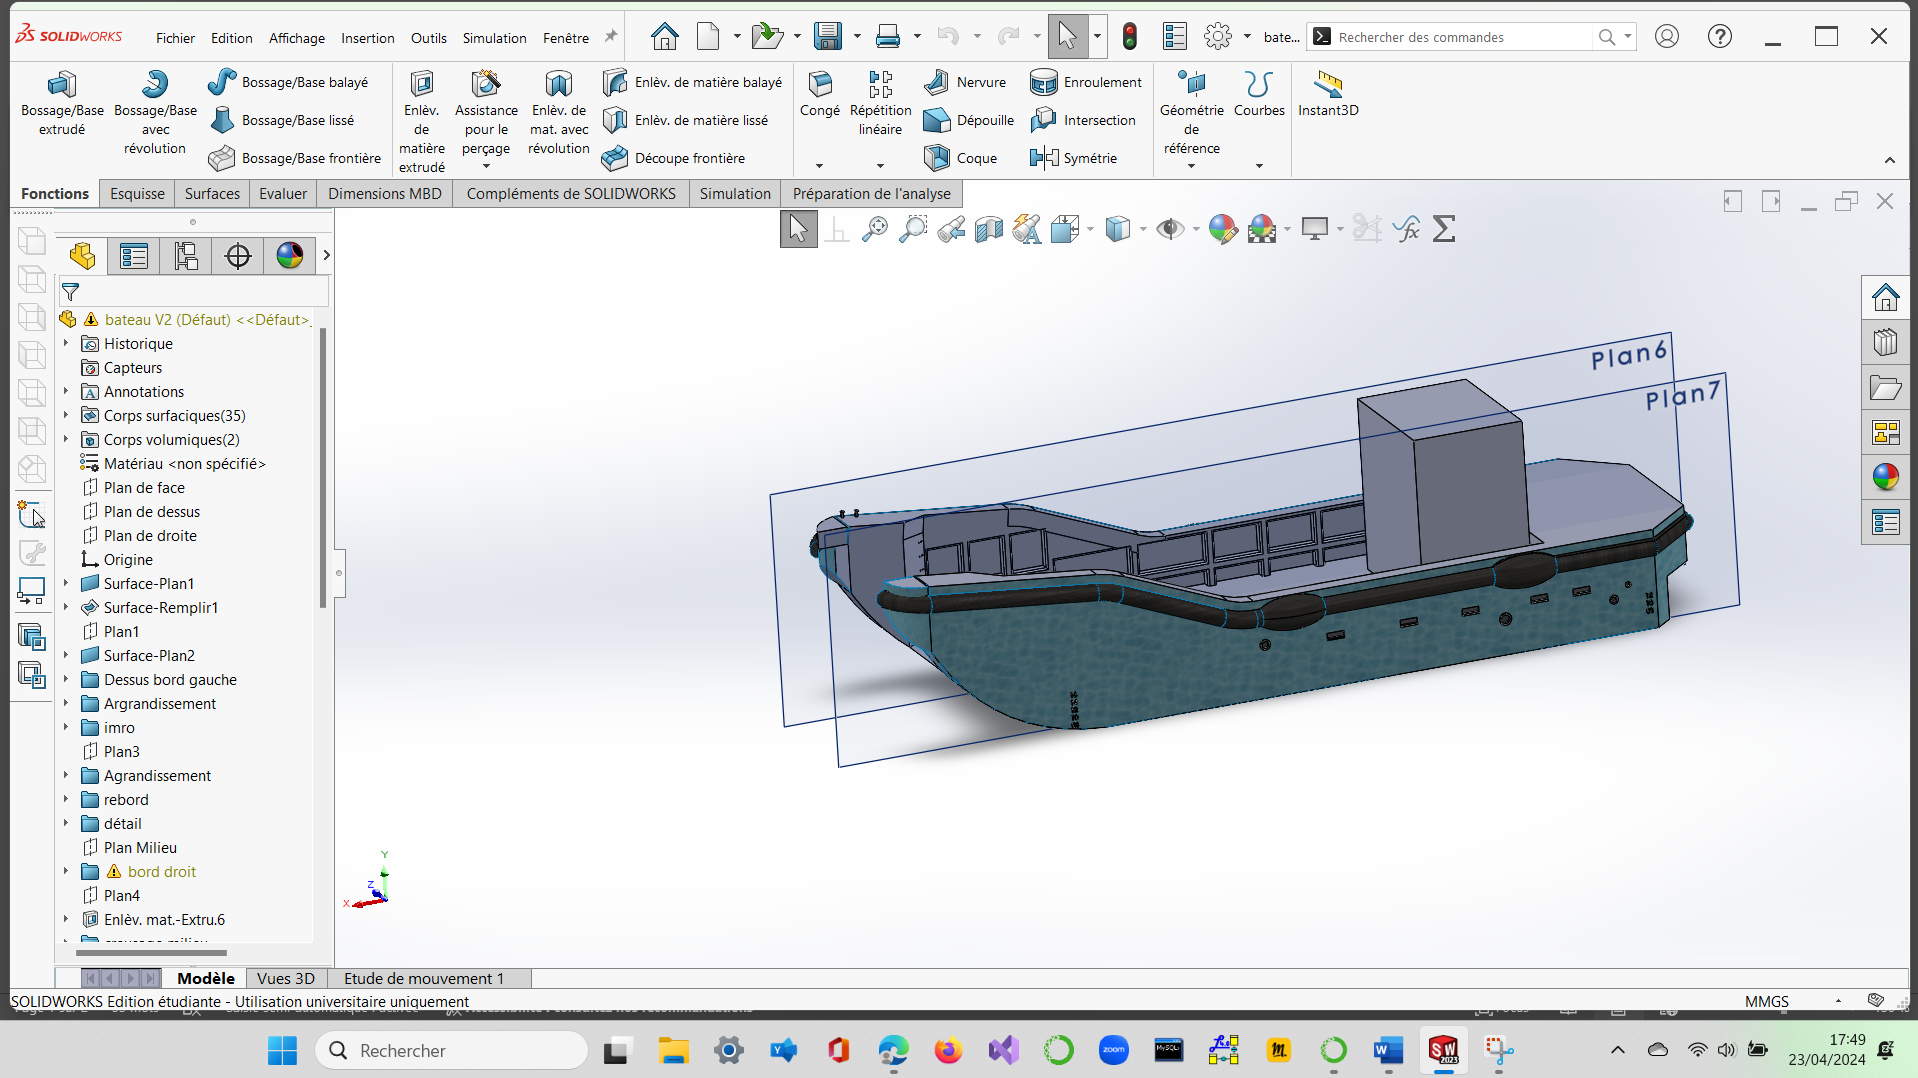 SOLIDWORKS
Fichier Edition Affichage Insertion Outils Simulation Fenêtre
bate...
Rechercher des commandes
Bossage/Base extrudé
Bossage/Base avec révolution
Bossage/Base balayé
Bossage/Base lissé
Bossage/Base frontière
Enlèv. de matière extrudé
Assistance pour le perçage
Enlèv. de mat. avec révolution
Enlèv. de matière balayé
Enlèv. de matière lissé
Découpe frontière
Congé
Répétition linéaire
Nervure
Dépouille
Coque
Enroulement
Intersection
Symétrie
Géométrie de référence
Courbes
Instant3D
Fonctions Esquisse Surfaces Evaluer Dimensions MBD Compléments de SOLIDWORKS Simulation Préparation de l'analyse
bateau V2 (Défaut) <<Défaut>_
Historique
Capteurs
Annotations
Corps surfaciques(35)
Corps volumiques(2)
Matériau <non spécifié>
Plan de face
Plan de dessus
Plan de droite
Origine
Surface-Plan1
Surface-Remplir1
Plan1
Surface-Plan2
Dessus bord gauche
Argrandissement
imro
Plan3
Agrandissement
rebord
détail
Plan Milieu
bord droit
Plan4
Enlèv. mat.-Extru.6
Plan6
Plan7
Y
Z
X
Modèle Vues 3D Etude de mouvement 1
SOLIDWORKS Edition étudiante - Utilisation universitaire uniquement
MMGS
Rechercher
zoom
MySQL
SW
2023
17:49
23/04/2024